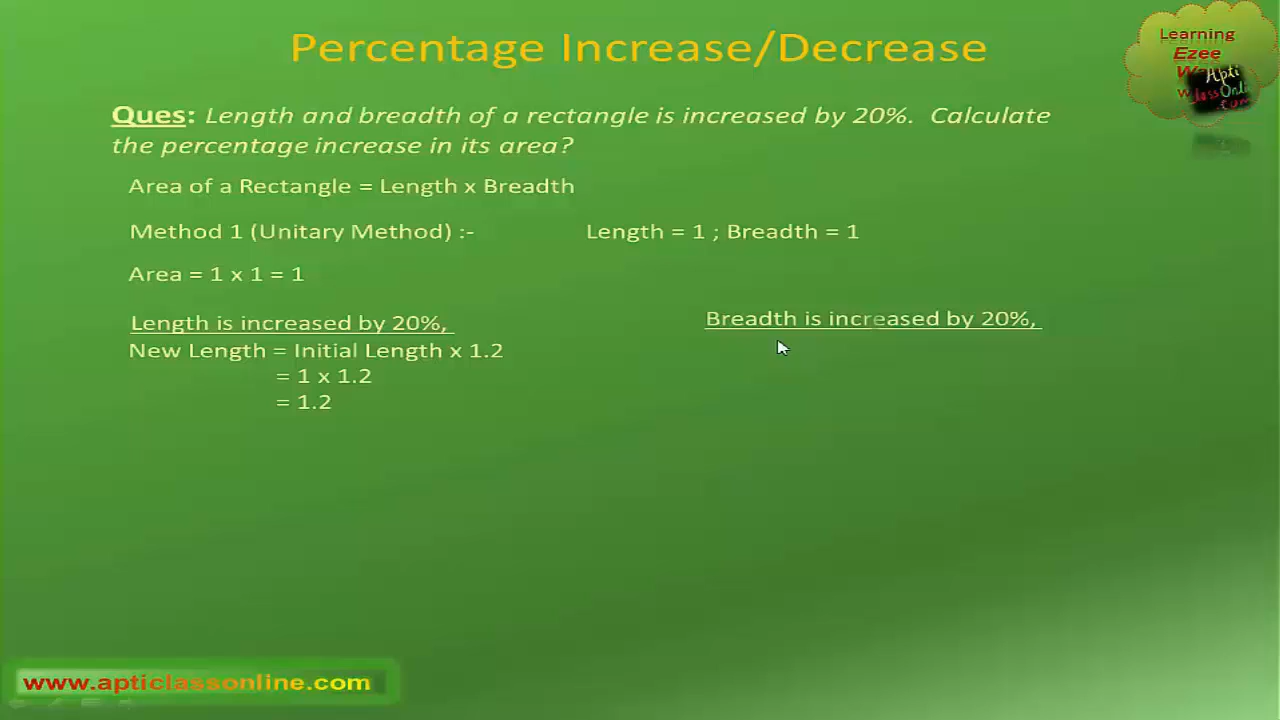 Percentage Increase/Decrease
Learning
Ezee
Apti
ClassOnline
.com
Ques: Length and breadth of a rectangle is increased by 20%. Calculate
the percentage increase in its area?
Area of a Rectangle = Length x Breadth
Method 1 (Unitary Method) :- Length = 1 ; Breadth = 1
Area = 1 x 1 = 1
Length is increased by 20%,
New Length = Initial Length x 1.2
= 1 x 1.2
= 1.2
Breadth is increased by 20%,
www.apticlassonline.com